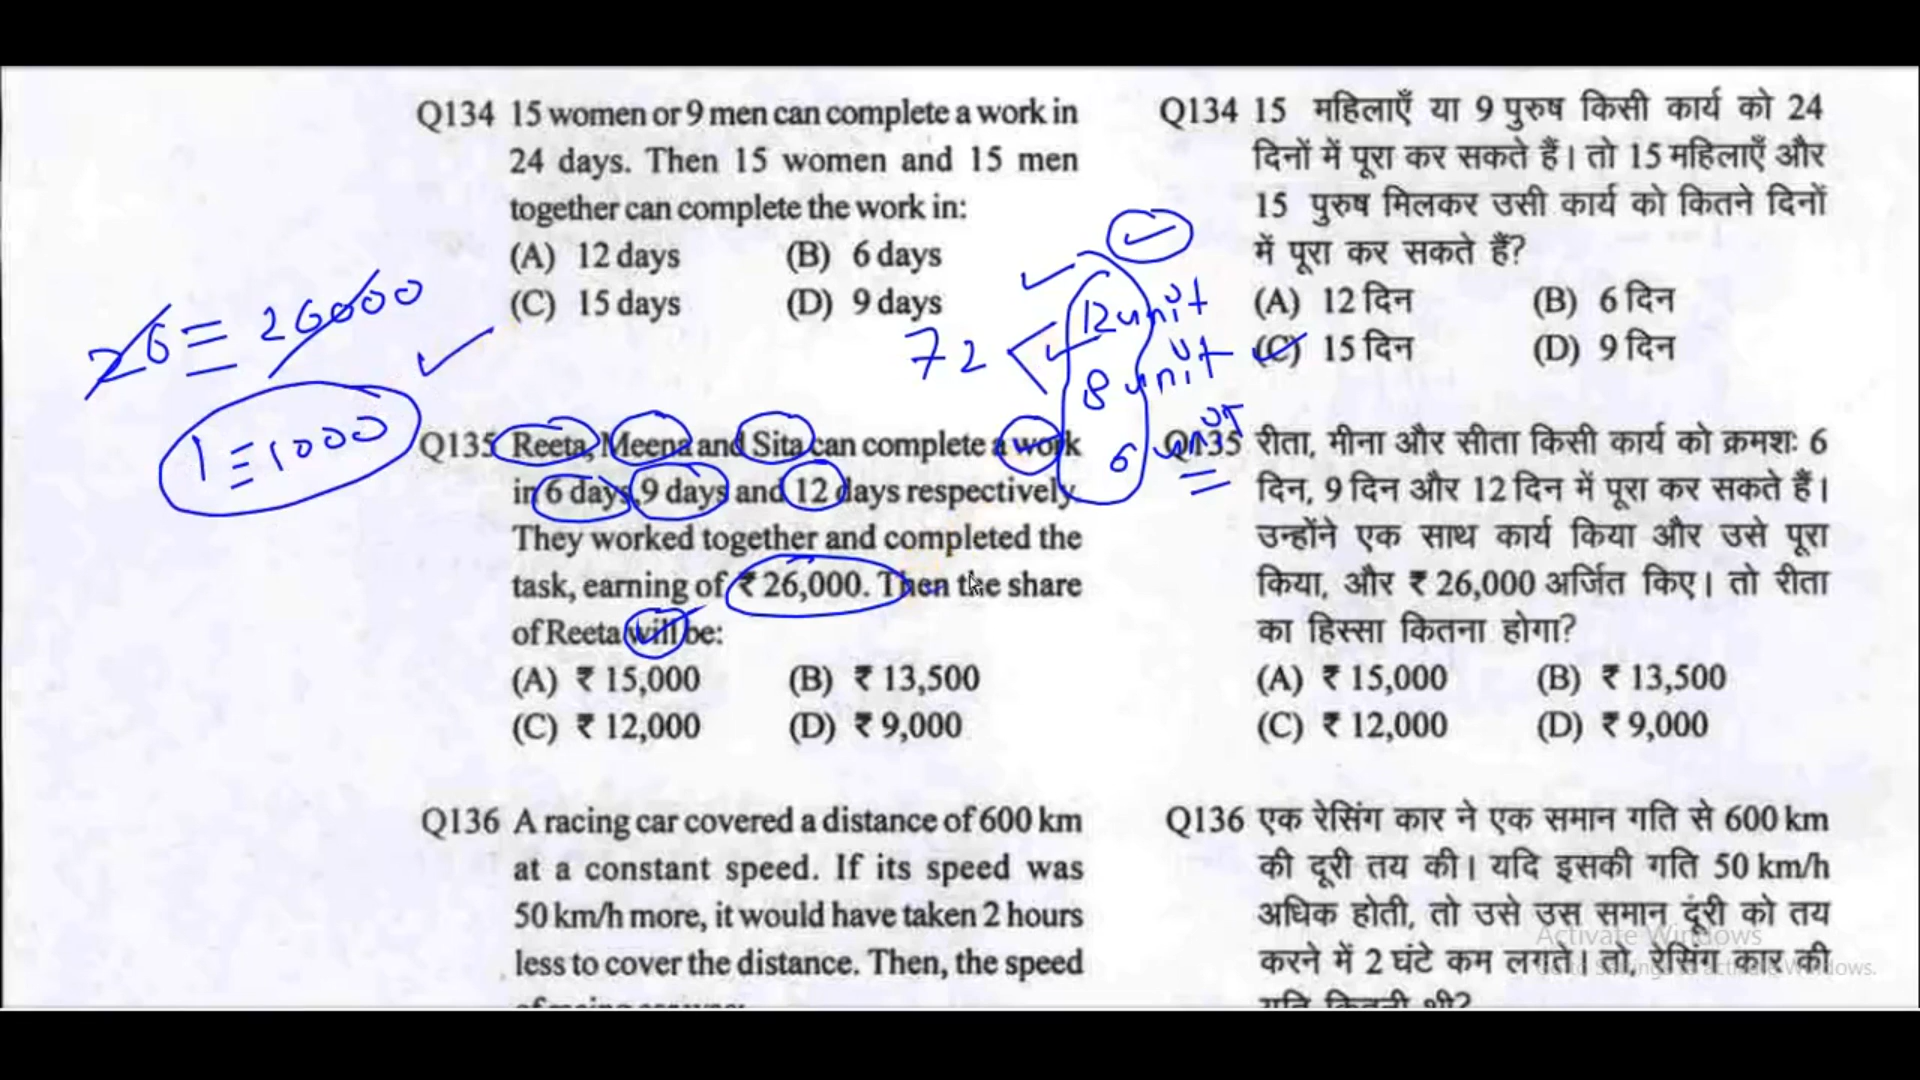 Q134 15 women or 9 men can complete a work in
24 days. Then 15 women and 15 men
together can complete the work in:
(A) 12 days (B) 6 days
(C) 15 days (D) 9 days
26 ≡ 26000
1 ≡ 1000
72
12 unit
8 unit
6 unit
Q135 Reeta, Meena and Sita can complete a work
in 6 days, 9 days and 12 days respectively.
They worked together and completed the
task, earning of ₹ 26,000. Then the share
of Reeta will be:
(A) ₹ 15,000 (B) ₹ 13,500
(C) ₹ 12,000 (D) ₹ 9,000
Q136 A racing car covered a distance of 600 km
at a constant speed. If its speed was
50 km/h more, it would have taken 2 hours
less to cover the distance. Then, the speed
Q134 15 महिलाएँ या 9 पुरुष किसी कार्य को 24
दिनों में पूरा कर सकते हैं। तो 15 महिलाएँ और
15 पुरुष मिलकर उसी कार्य को कितने दिनों
में पूरा कर सकते हैं?
(A) 12 दिन (B) 6 दिन
(C) 15 दिन (D) 9 दिन
Q135 रीता, मीना और सीता किसी कार्य को क्रमशः 6
दिन, 9 दिन और 12 दिन में पूरा कर सकते हैं।
उन्होंने एक साथ कार्य किया और उसे पूरा
किया, और ₹ 26,000 अर्जित किए। तो रीता
का हिस्सा कितना होगा?
(A) ₹ 15,000 (B) ₹ 13,500
(C) ₹ 12,000 (D) ₹ 9,000
Q136 एक रेसिंग कार ने एक समान गति से 600 km
की दूरी तय की। यदि इसकी गति 50 km/h
अधिक होती, तो उसे उस समान दूरी को तय
करने में 2 घंटे कम लगते। तो, रेसिंग कार की
गति कितनी थी?
Activate Windows